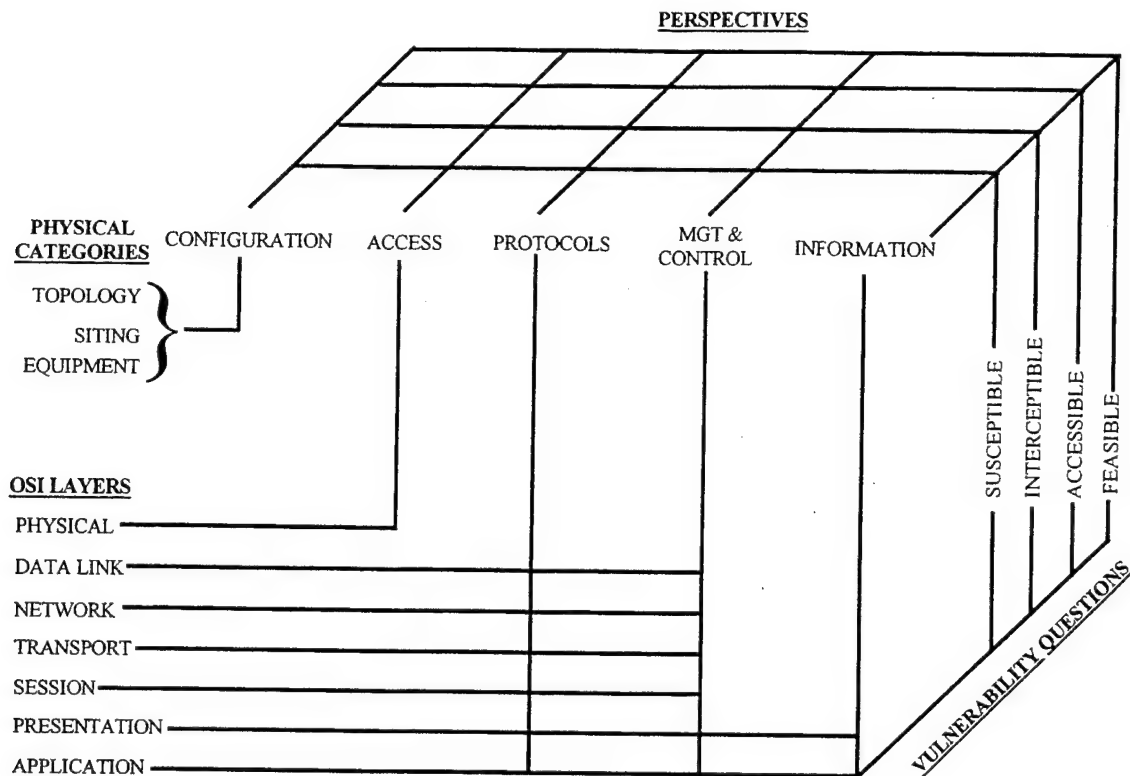 PERSPECTIVES
PHYSICAL
CATEGORIES
CONFIGURATION
ACCESS
PROTOCOLS
MGT &
CONTROL
INFORMATION
TOPOLOGY
SITING
EQUIPMENT
SUSCEPTIBLE
INTERCEPTIBLE
ACCESSIBLE
FEASIBLE
OSI LAYERS
PHYSICAL
DATA LINK
NETWORK
TRANSPORT
SESSION
PRESENTATION
APPLICATION
VULNERABILITY QUESTIONS